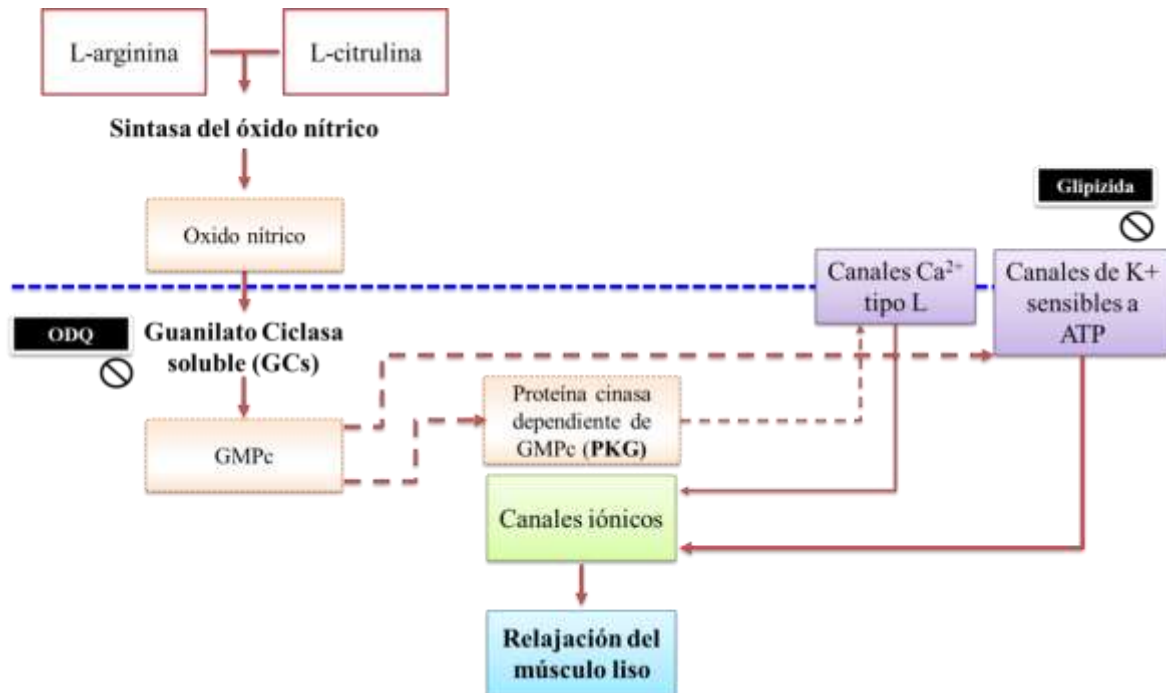 L-arginina
L-citrulina
Sintasa del óxido nítrico
Oxido nítrico
Glipizida
Canales Ca²⁺
tipo L
Canales de K+
sensibles a
ATP
ODQ
Guanilato Ciclasa
soluble (GCs)
GMPc
Proteína cinasa
dependiente de
GMPc (PKG)
Canales iónicos
Relajación del
músculo liso